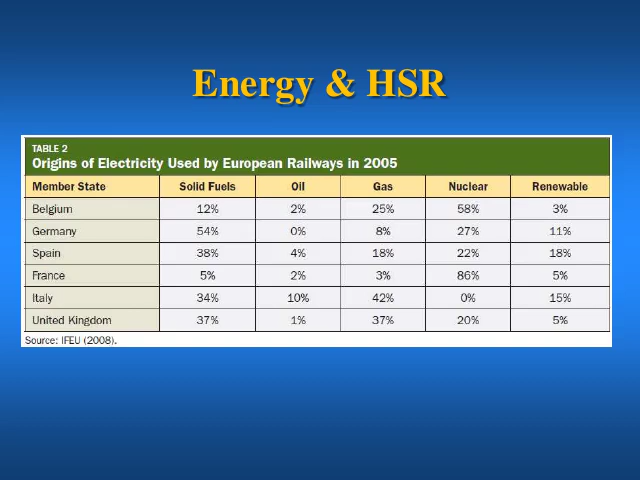 Energy & HSR
TABLE 2
Origins of Electricity Used by European Railways in 2005
Member State Solid Fuels Oil Gas Nuclear Renewable
Belgium 12% 2% 25% 58% 3%
Germany 54% 0% 8% 27% 11%
Spain 38% 4% 18% 22% 18%
France 5% 2% 3% 86% 5%
Italy 34% 10% 42% 0% 15%
United Kingdom 37% 1% 37% 20% 5%
Source: IFEU (2008).